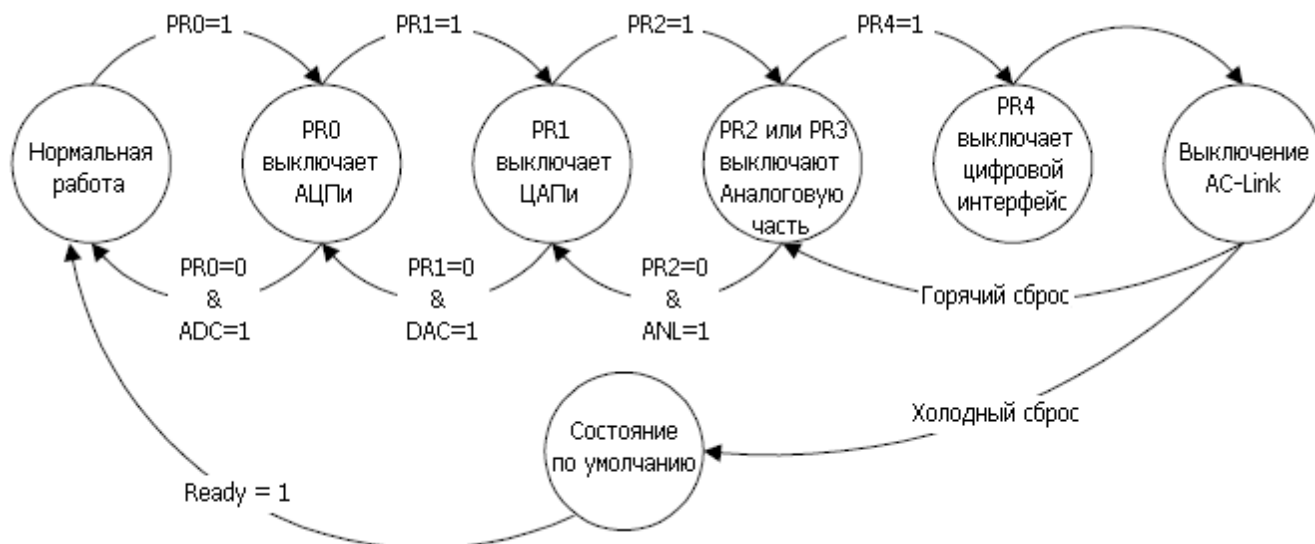 PR0=1
PR1=1
PR2=1
PR4=1
Нормальная
работа
PR0
выключает
АЦПи
PR1
выключает
ЦАПи
PR2 или PR3
выключают
Аналоговую
часть
PR4
выключает
цифровой
интерфейс
Выключение
AC-Link
PR0=0
&
ADC=1
PR1=0
&
DAC=1
PR2=0
&
ANL=1
Горячий сброс
Холодный сброс
Состояние
по умолчанию
Ready = 1